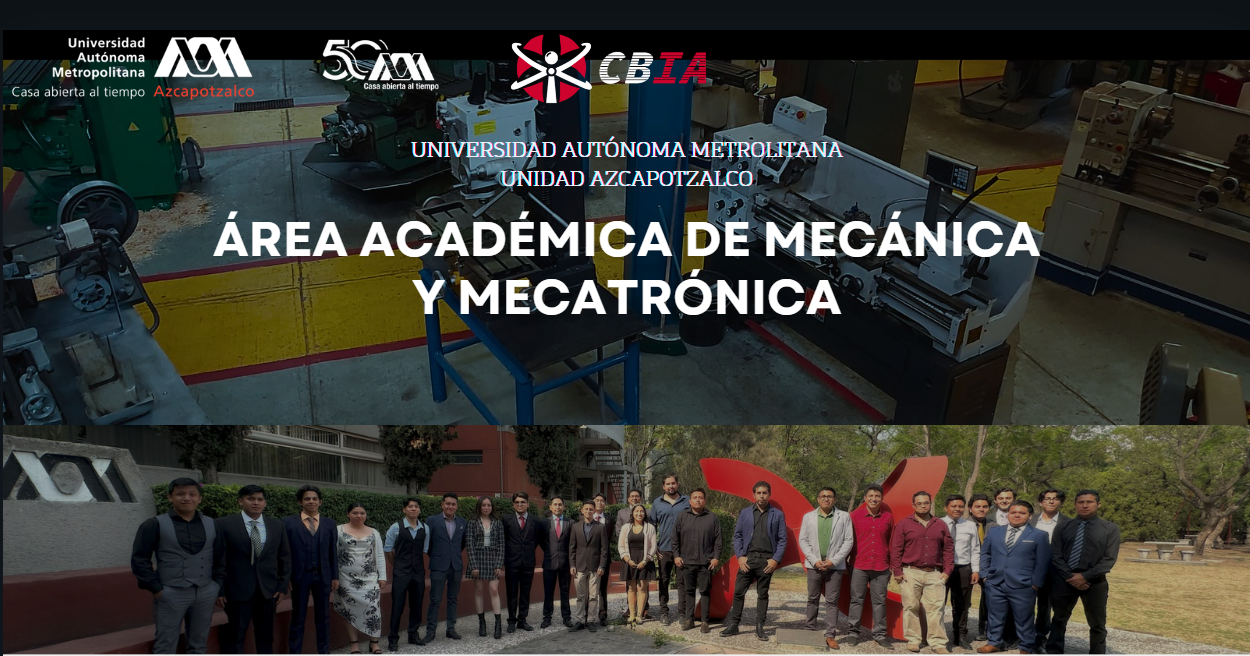 Universidad
Autónoma
Metropolitana
Casa abierta al tiempo Azcapotzalco
50
Casa abierta al tiempo
CBIA
UNIVERSIDAD AUTÓNOMA METROLITANA
UNIDAD AZCAPOTZALCO
ÁREA ACADÉMICA DE MECÁNICA
Y MECATRÓNICA